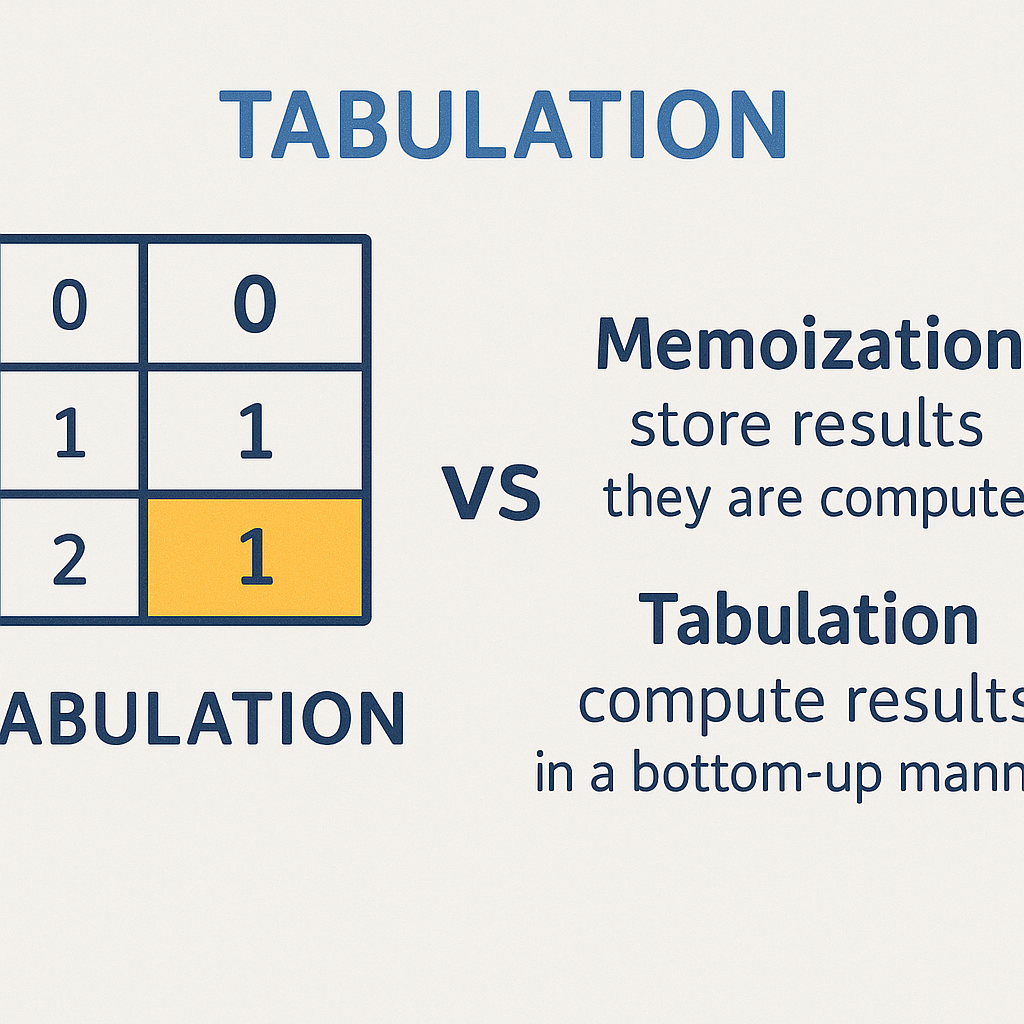 TABULATION
0 0
1 1
2 1
ABULATION
VS
Memoization
store results
they are compute
Tabulation
compute results
in a bottom-up mann